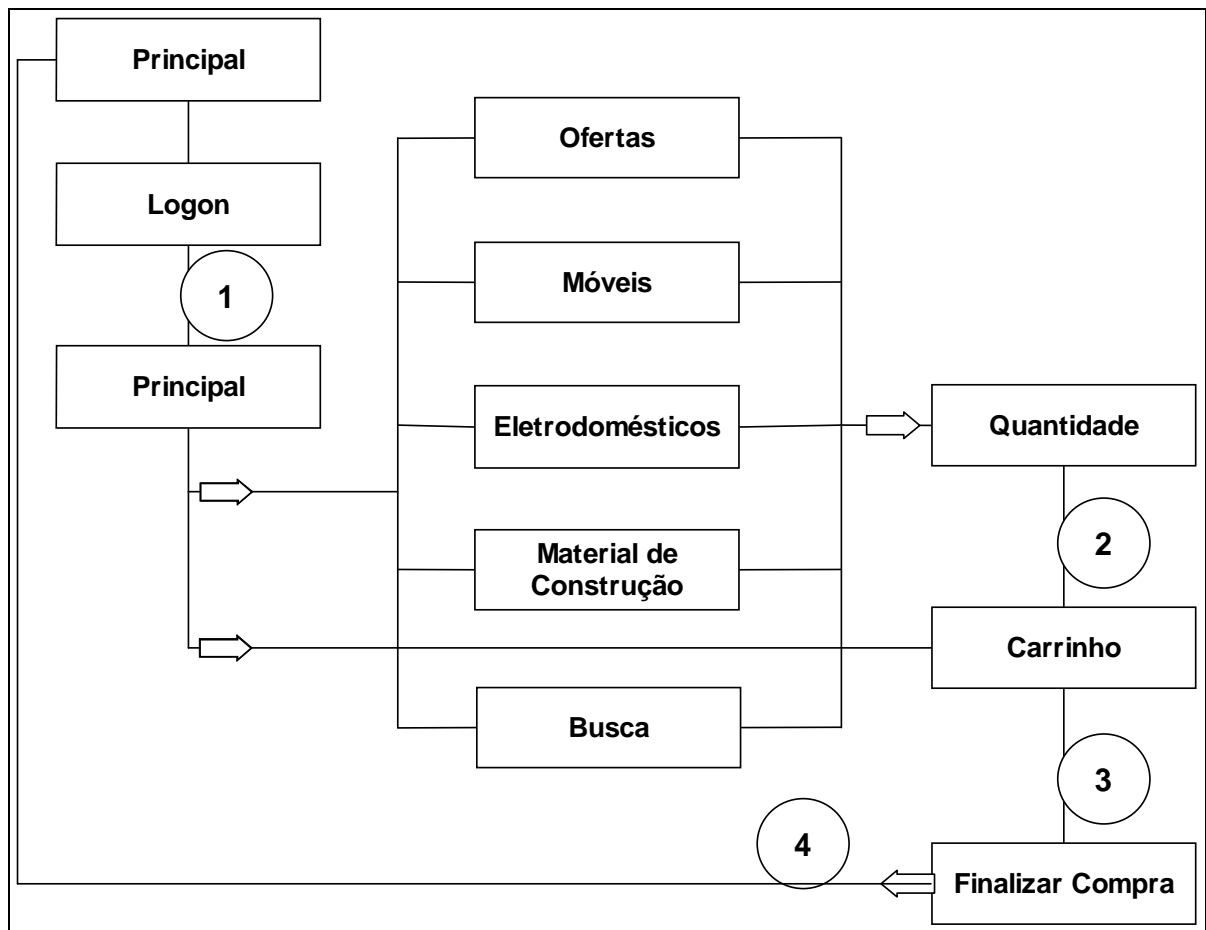 Principal
Logon
1
Principal
Ofertas
Móveis
Eletrodomésticos
Material de
Construção
Busca
Quantidade
2
Carrinho
3
4
Finalizar Compra